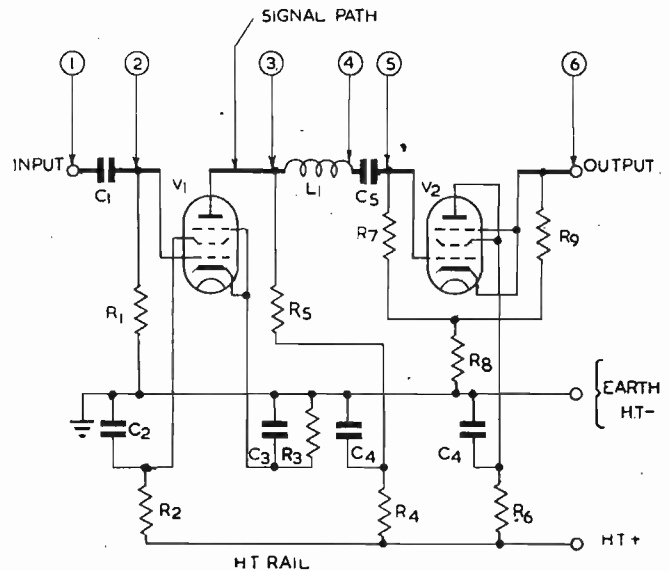 SIGNAL PATH
1 2 3 4 5 6
INPUT C1 V1 L1 C5 V2 OUTPUT
R7 R9
R1 R5
R8
EARTH
H.T-
C2 C3 R3 C4 C4
R2 R4 R6 HT+
HT RAIL